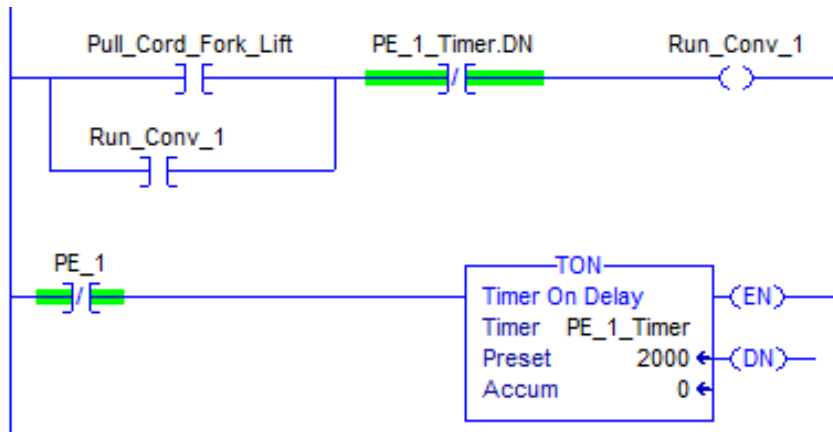 Pull_Cord_Fork_Lift PE_1_Timer.DN Run_Conv_1
Run_Conv_1
PE_1
TON
Timer On Delay
Timer PE_1_Timer
Preset 2000
Accum 0
EN
DN